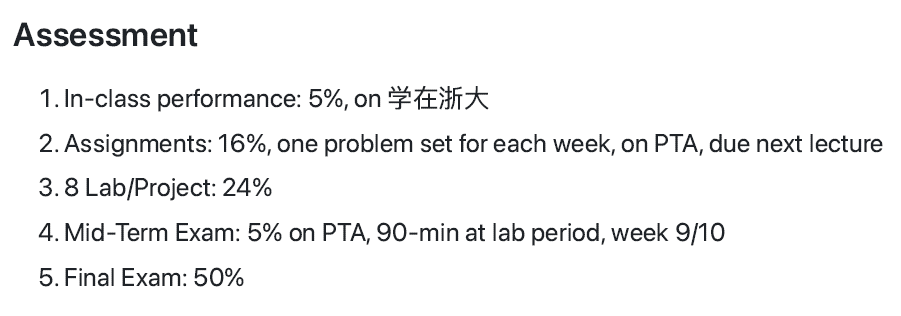 Assessment
1. In-class performance: 5%, on 学在浙大
2. Assignments: 16%, one problem set for each week, on PTA, due next lecture
3. 8 Lab/Project: 24%
4. Mid-Term Exam: 5% on PTA, 90-min at lab period, week 9/10
5. Final Exam: 50%